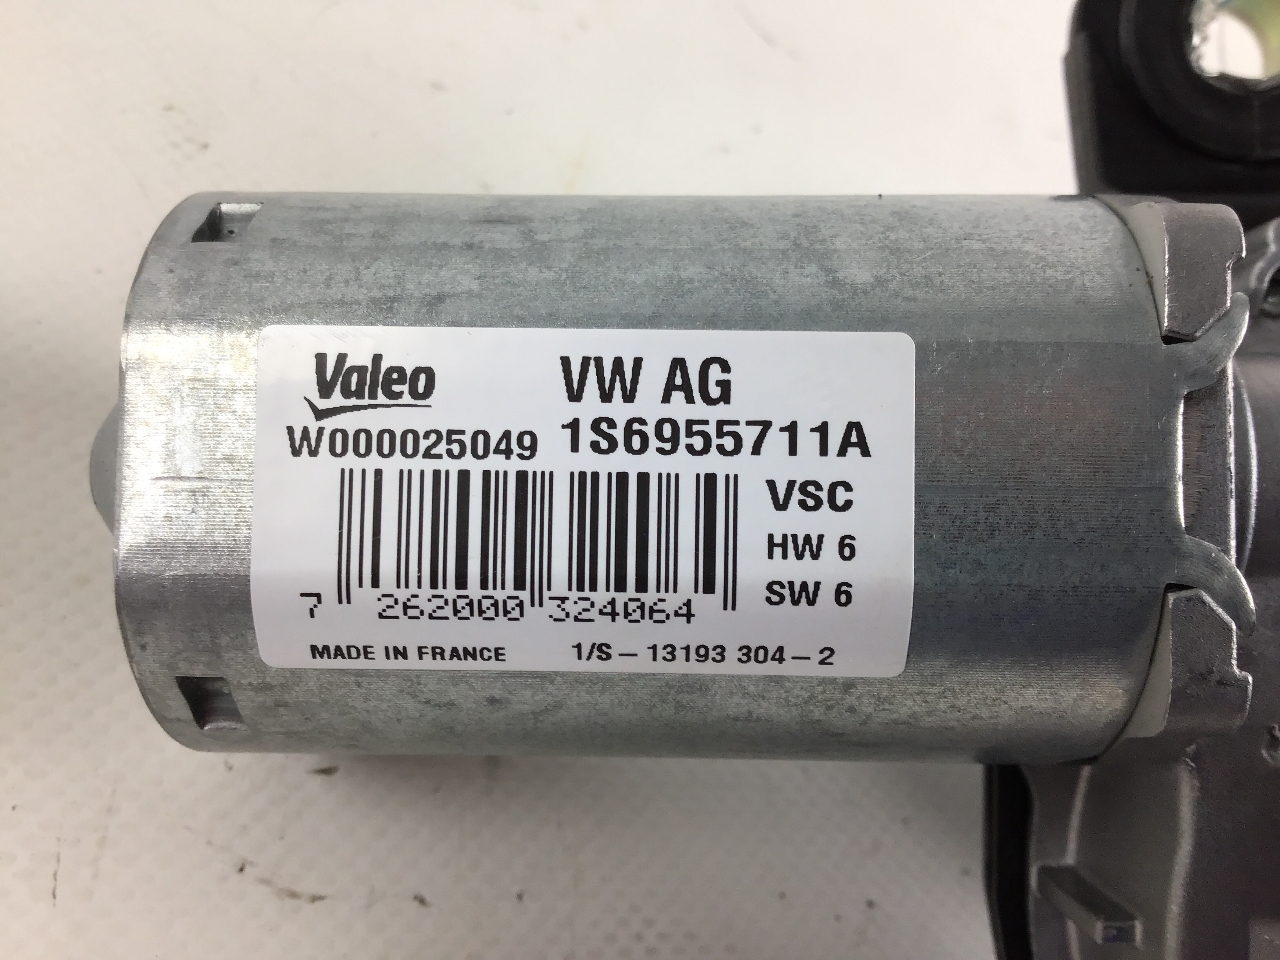 Valeo VW AG
W000025049 1S6955711A
VSC
HW 6
SW 6
7 262000 324064
MADE IN FRANCE 1/S – 13193 304 – 2